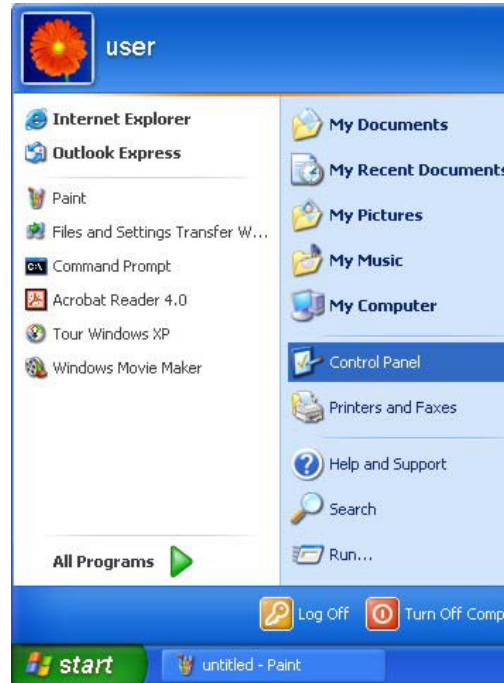 user
Internet Explorer
Outlook Express
Paint
Files and Settings Transfer W...
Command Prompt
Acrobat Reader 4.0
Tour Windows XP
Windows Movie Maker
All Programs
My Documents
My Recent Documents
My Pictures
My Music
My Computer
Control Panel
Printers and Faxes
Help and Support
Search
Run...
Log Off
Turn Off Comp
start
untitled - Paint